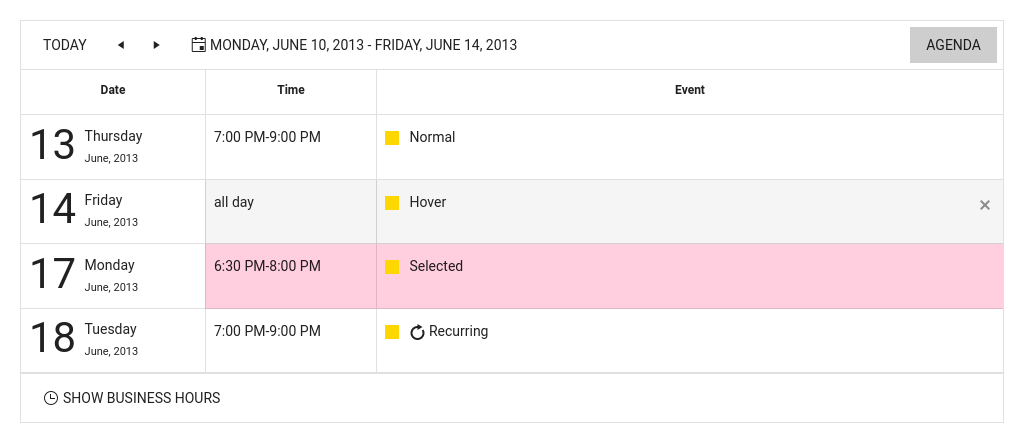 TODAY MONDAY, JUNE 10, 2013 - FRIDAY, JUNE 14, 2013 AGENDA
Date Time Event
13 Thursday June, 2013 7:00 PM-9:00 PM Normal
14 Friday June, 2013 all day Hover
17 Monday June, 2013 6:30 PM-8:00 PM Selected
18 Tuesday June, 2013 7:00 PM-9:00 PM Recurring
SHOW BUSINESS HOURS